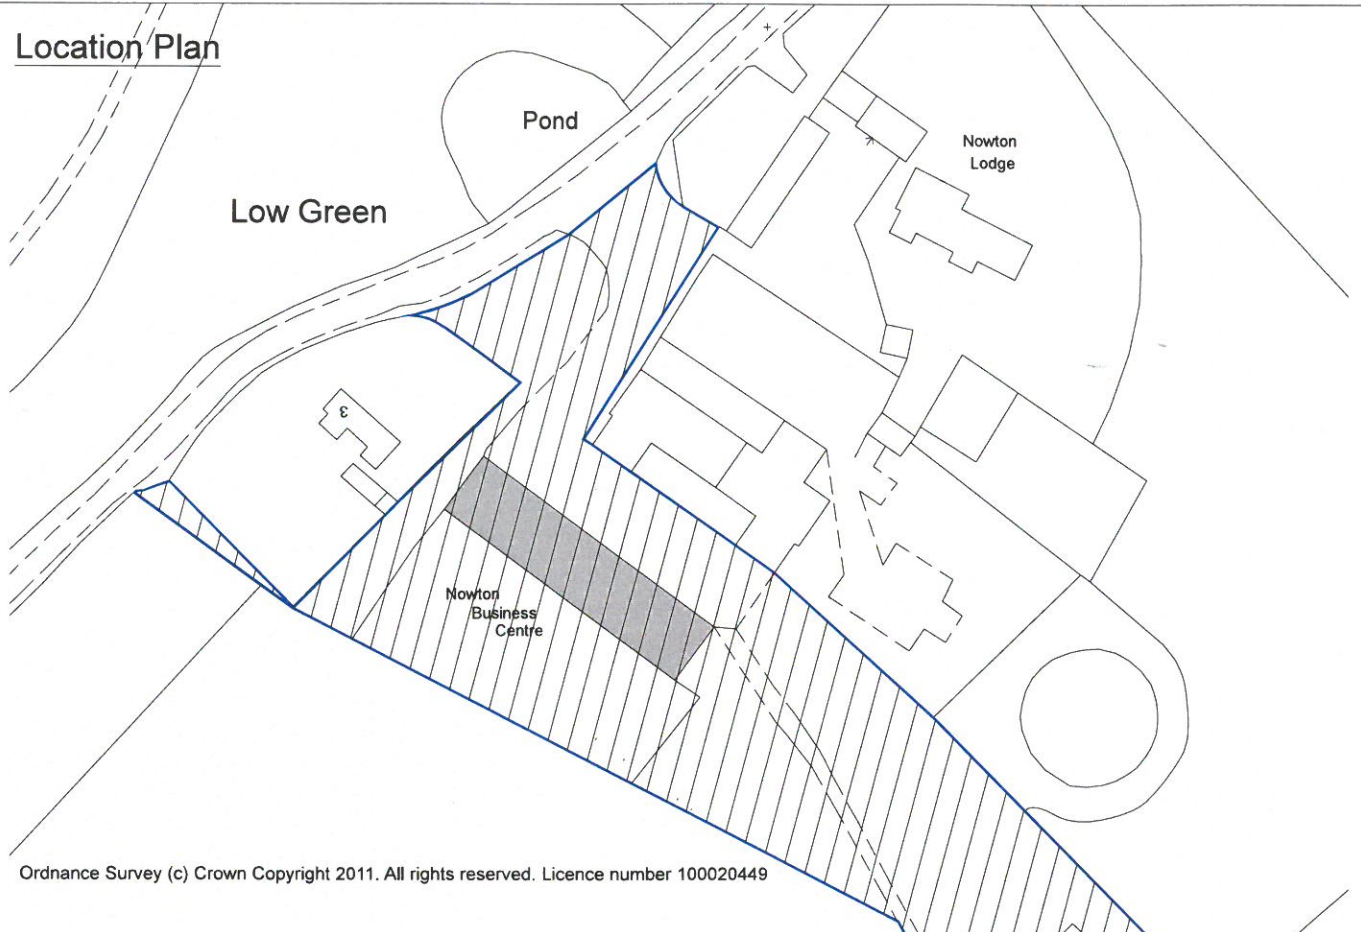 Location Plan
Pond
Nowton
Lodge
Low Green
3
Nowton
Business
Centre
Ordnance Survey (c) Crown Copyright 2011. All rights reserved. Licence number 100020449